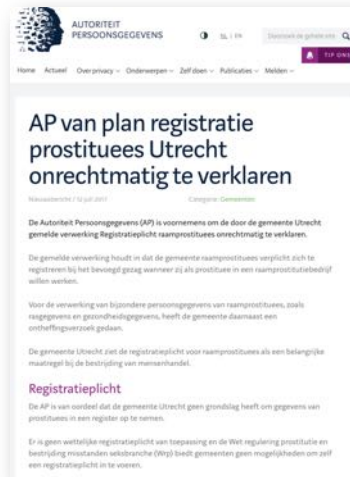 AUTORITEIT
PERSOONSGEGEVENS
NL | EN
Doorzoek de gehele site
TIP ONS
Home Actueel Over privacy Onderwerpen Zelf doen Publicaties Melden
AP van plan registratie
prostituees Utrecht
onrechtmatig te verklaren
Nieuwsbericht / 12 juli 2017 Categorie: Gemeenten
De Autoriteit Persoonsgegevens (AP) is voornemens om de door de gemeente Utrecht
gemelde verwerking Registratieplicht raamprostituees onrechtmatig te verklaren.
De gemelde verwerking houdt in dat de gemeente raamprostituees verplicht zich te
registreren bij het bevoegd gezag wanneer zij als prostituee in een raamprostitutiebedrijf
willen werken.
Voor de verwerking van bijzondere persoonsgegevens van raamprostituees, zoals
rasgegevens en gezondheidsgegevens, heeft de gemeente daarnaast een
ontheffingsverzoek gedaan.
De gemeente Utrecht ziet de registratieplicht voor raamprostituees als een belangrijke
maatregel bij de bestrijding van mensenhandel.
Registratieplicht
De AP is van oordeel dat de gemeente Utrecht geen grondslag heeft om gegevens van
prostituees in een register op te nemen.
Er is geen wettelijke registratieplicht van toepassing en de Wet regulering prostitutie en
bestrijding misstanden seksbranche (Wrp) biedt gemeenten geen mogelijkheden om zelf
een registratieplicht in te voeren.